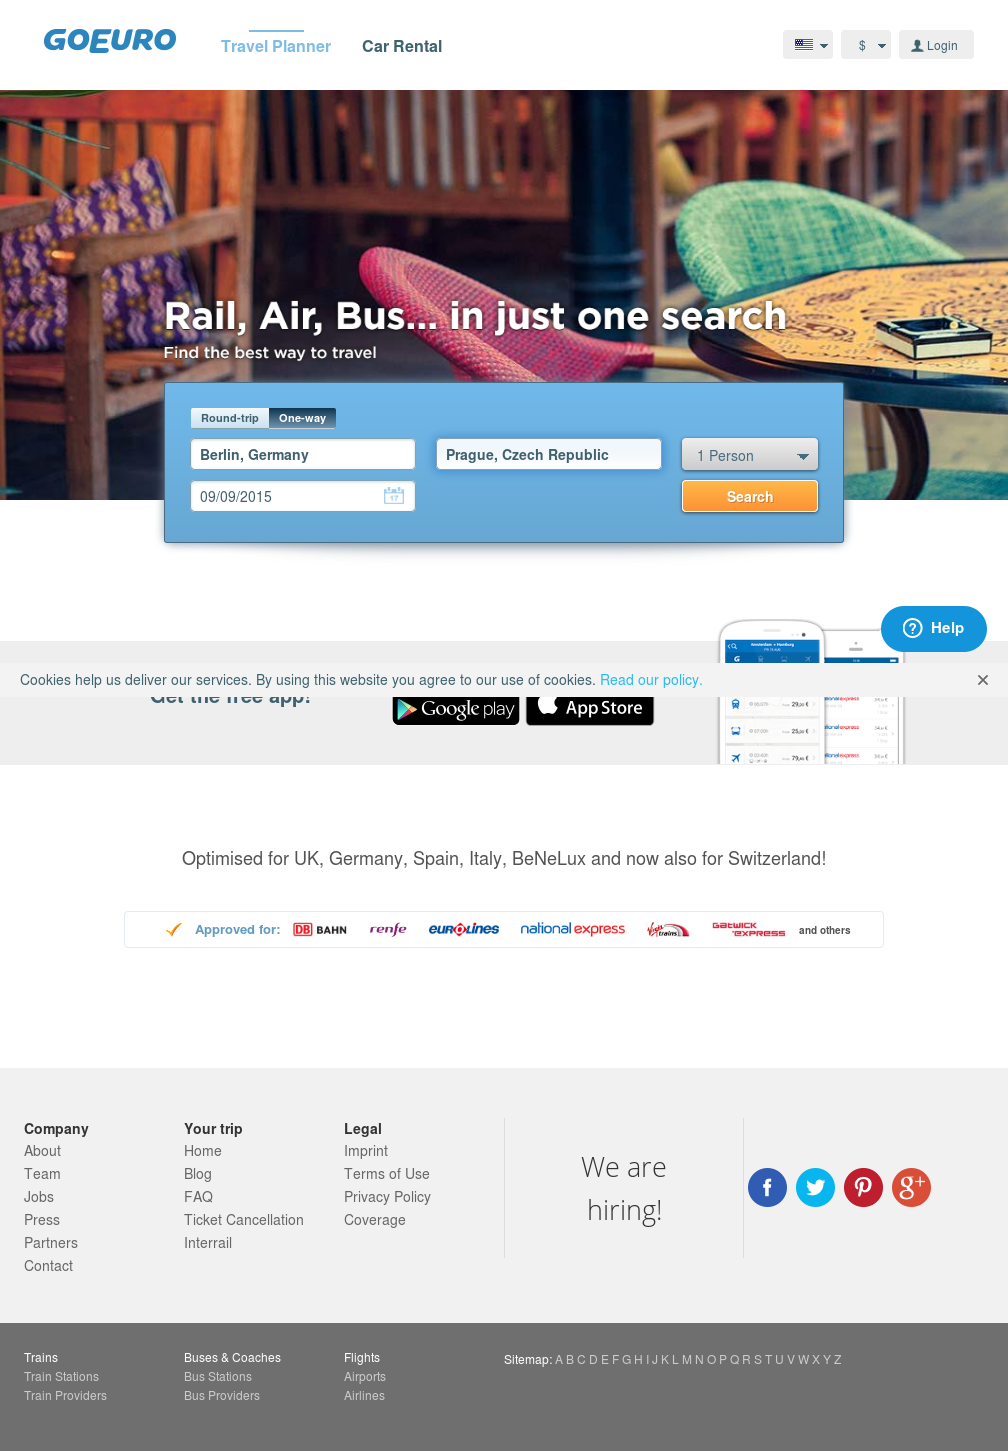 GOEURO
Travel Planner
Car Rental
$
Login
Rail, Air, Bus... in just one search
Find the best way to travel
Round-trip
One-way
Berlin, Germany
Prague, Czech Republic
1 Person
09/09/2015
17
Search
Help
Cookies help us deliver our services. By using this website you agree to our use of cookies. Read our policy.
Get the free app!
Google play
App Store
Optimised for UK, Germany, Spain, Italy, BeNeLux and now also for Switzerland!
Approved for:
DB BAHN
renfe
eurolines
national express
Virgin trains
Gatwick express
and others
Company
About
Team
Jobs
Press
Partners
Contact
Your trip
Home
Blog
FAQ
Ticket Cancellation
Interrail
Legal
Imprint
Terms of Use
Privacy Policy
Coverage
We are
hiring!
Trains
Train Stations
Train Providers
Buses & Coaches
Bus Stations
Bus Providers
Flights
Airports
Airlines
Sitemap: A B C D E F G H I J K L M N O P Q R S T U V W X Y Z